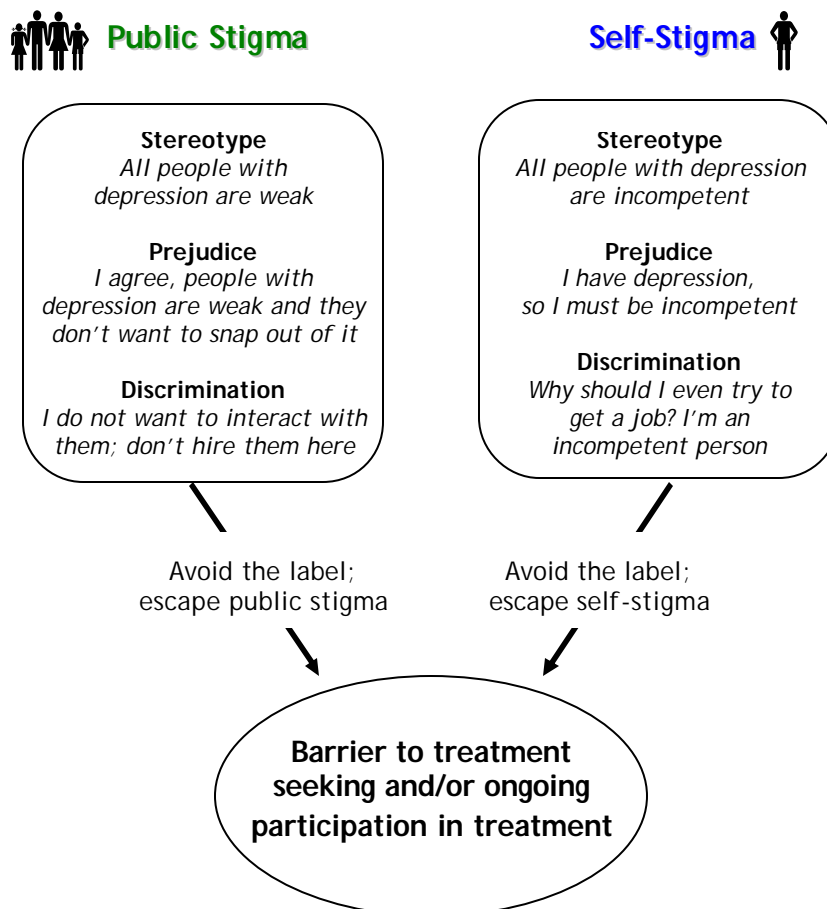 Public Stigma
Self-Stigma
Stereotype
All people with
depression are weak
Prejudice
I agree, people with
depression are weak and they
don't want to snap out of it
Discrimination
I do not want to interact with
them; don't hire them here
Stereotype
All people with depression
are incompetent
Prejudice
I have depression,
so I must be incompetent
Discrimination
Why should I even try to
get a job? I'm an
incompetent person
Avoid the label;
escape public stigma
Avoid the label;
escape self-stigma
Barrier to treatment
seeking and/or ongoing
participation in treatment